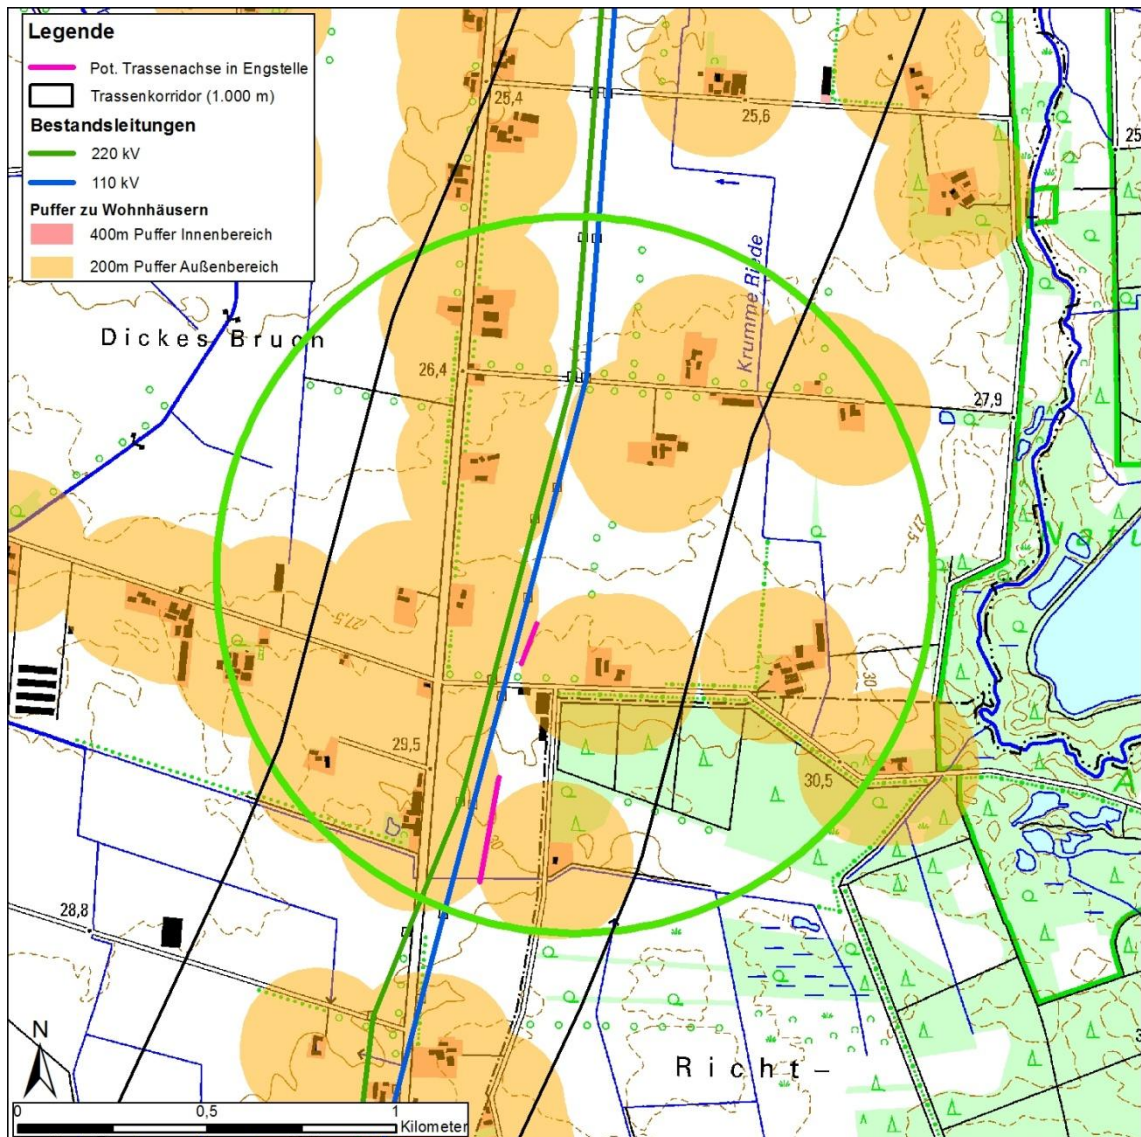 Legende
Pot. Trassenachse in Engstelle
Trassenkorridor (1.000 m)
Bestandsleitungen
220 kV
110 kV
Puffer zu Wohnhäusern
400m Puffer Innenbereich
200m Puffer Außenbereich
25,4
25,6
25
Krumme Riede
Dickes Bruch
26,4
27,9
27,5
Natu
27,5
30
29,5
30,5
A
28,8
Richt–
N
0 0,5 1
Kilometer